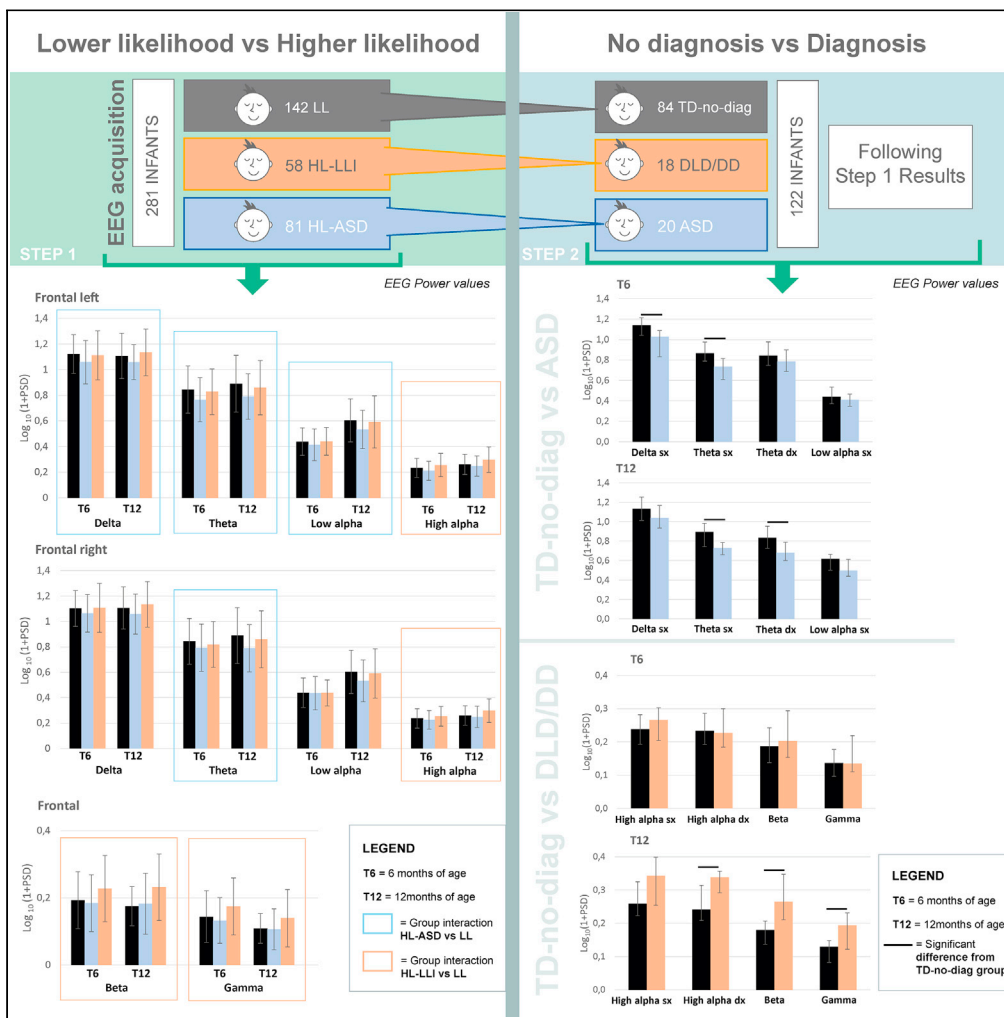 Lower likelihood vs Higher likelihood
EEG acquisition
281 INFANTS
142 LL
58 HL-LLI
81 HL-ASD
STEP 1
EEG Power values
Frontal left
Log 10 (1+PSD)
1,4
1,2
1
0,8
0,6
0,4
0,2
0
T6 T12
Delta
T6 T12
Theta
T6 T12
Low alpha
T6 T12
High alpha
Frontal right
Log 10 (1+PSD)
1,4
1,2
1
0,8
0,6
0,4
0,2
0
T6 T12
Delta
T6 T12
Theta
T6 T12
Low alpha
T6 T12
High alpha
Frontal
Log 10 (1+PSD)
0,4
0,2
0
T6 T12
Beta
T6 T12
Gamma
LEGEND
T6 = 6 months of age
T12 = 12months of age
= Group interaction
HL-ASD vs LL
= Group interaction
HL-LLI vs LL
No diagnosis vs Diagnosis
84 TD-no-diag
18 DLD/DD
20 ASD
122 INFANTS
Following
Step 1 Results
STEP 2
EEG Power values
TD-no-diag vs ASD
T6
Log10(1+PSD)
1,4
1,2
1,0
0,8
0,6
0,4
0,2
0,0
Delta sx Theta sx Theta dx Low alpha sx
T12
Log10(1+PSD)
1,4
1,2
1,0
0,8
0,6
0,4
0,2
0,0
Delta sx Theta sx Theta dx Low alpha sx
TD-no-diag vs DLD/DD
T6
Log10(1+PSD)
0,4
0,3
0,2
0,1
0,0
High alpha sx High alpha dx Beta Gamma
T12
Log10(1+PSD)
0,4
0,3
0,2
0,1
0,0
High alpha sx High alpha dx Beta Gamma
LEGEND
T6 = 6 months of age
T12 = 12months of age
= Significant
difference from
TD-no-diag group